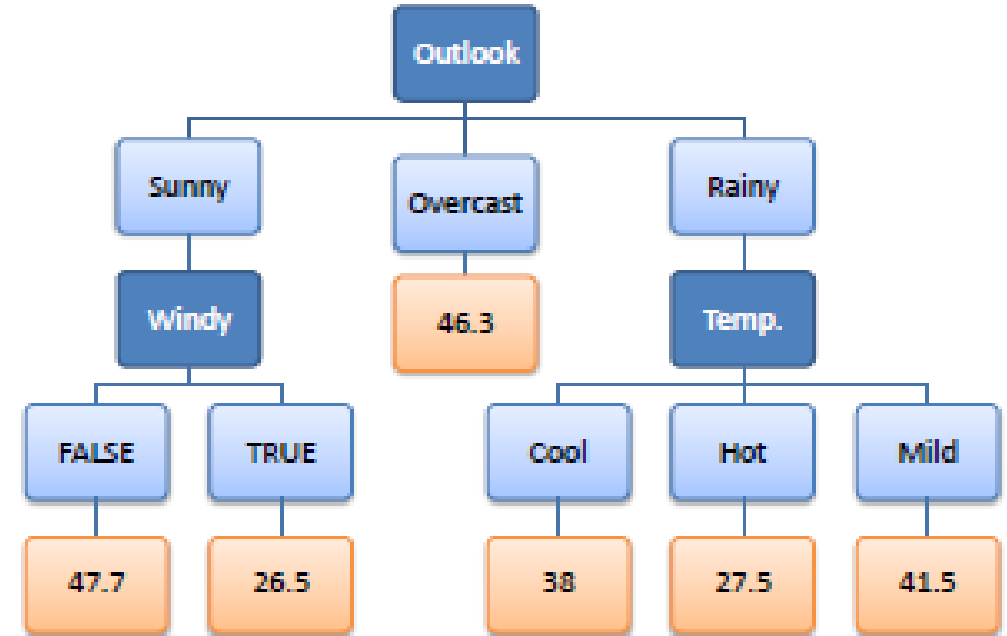 Outlook
Sunny
Overcast
Rainy
Windy
46.3
Temp.
FALSE
TRUE
Cool
Hot
Mild
47.7
26.5
38
27.5
41.5